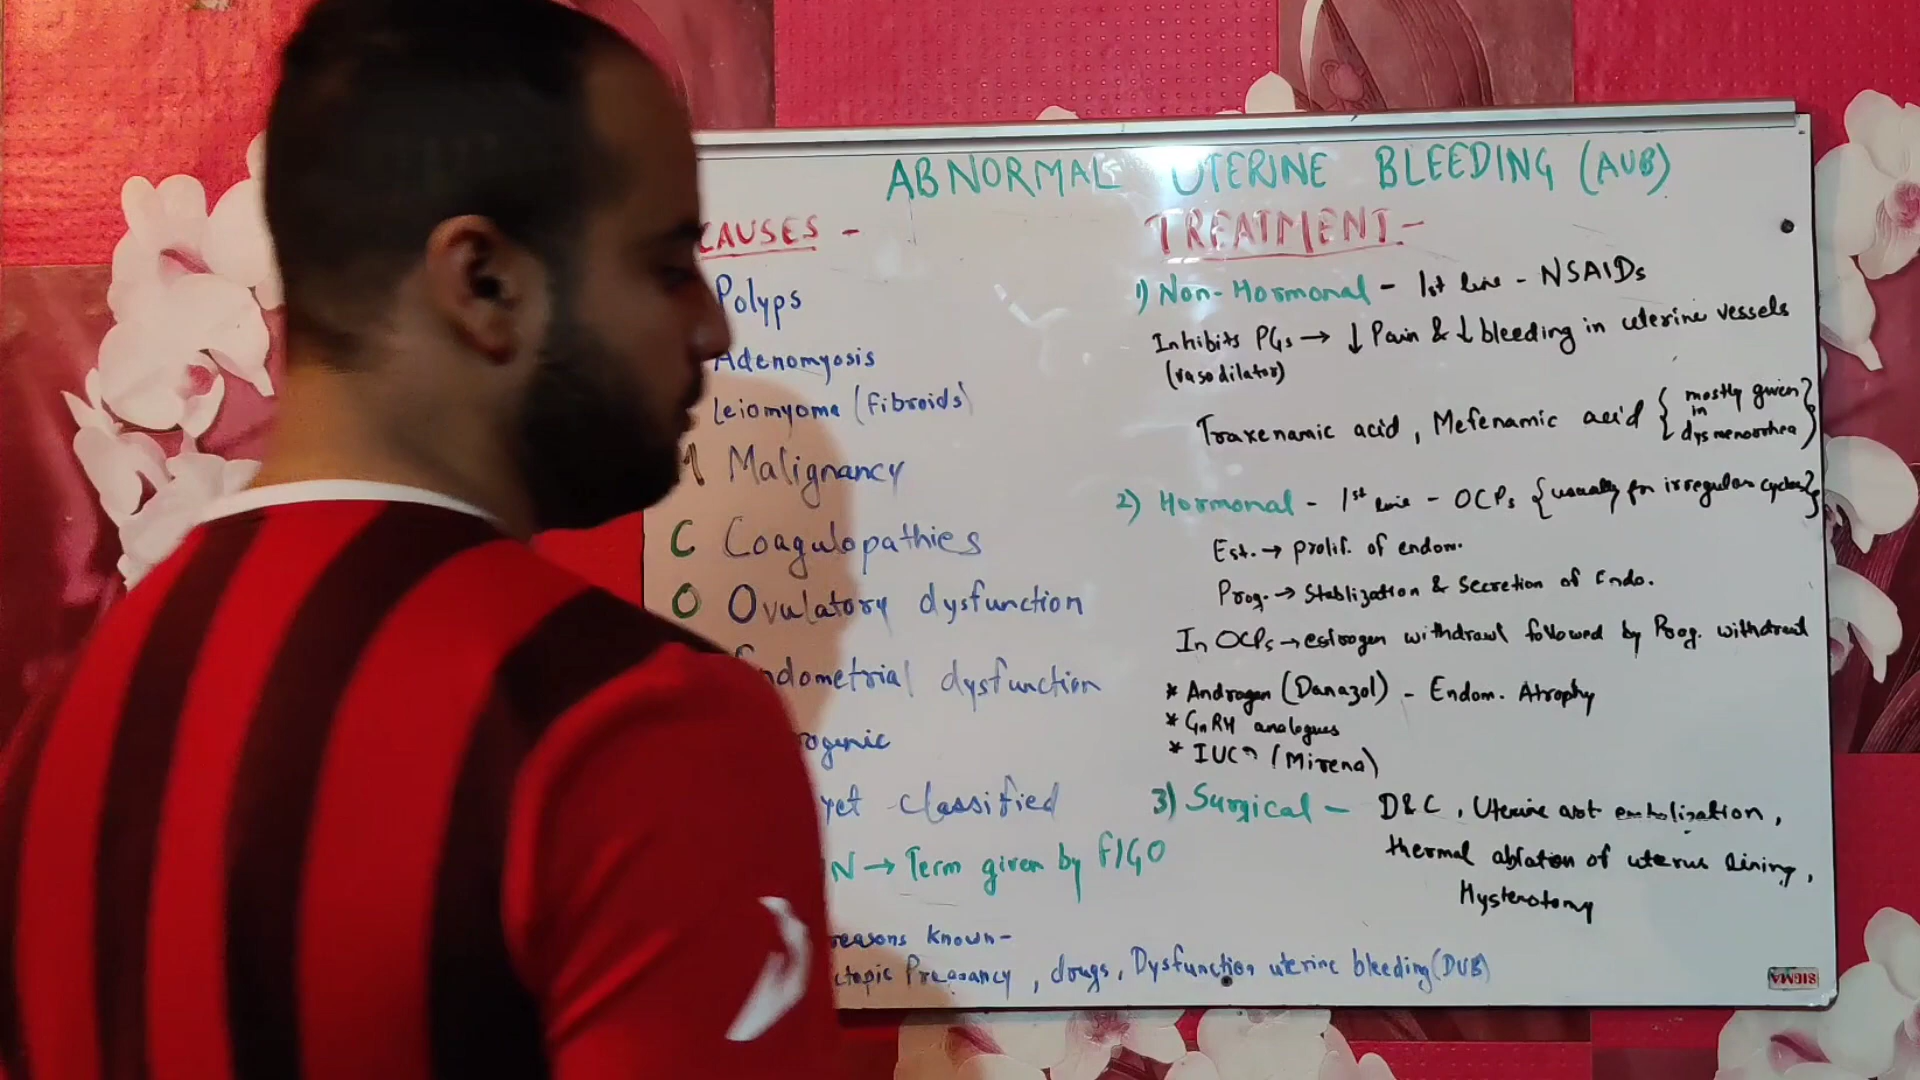 ABNORMAL UTERINE BLEEDING (AUB)
CAUSES -
Polyps
Adenomyosis
Leiomyoma (Fibroids)
M Malignancy
C Coagulopathies
O Ovulatory dysfunction
ndometrial dysfunction
ogenic
yet classified
N → Term given by FIGO
reasons known-
ctopic Pregnancy, drugs, Dysfunction uterine bleeding (DUB)
TREATMENT:-
1) Non-Hormonal - 1st line - NSAIDs
Inhibits PGs → ↓ Pain & ↓ bleeding in uterine vessels
(vasodilator)
Traxenamic acid, Mefenamic acid { mostly given in dysmenorrhea }
2) Hormonal - 1st line - OCPs { usually for irregular cycles }
Est. → prolif. of endom.
Prog. → Stablization & Secretion of Endo.
In OCPs → estrogen withdrawl followed by Prog. withdrawl
* Androgen (Danazol) - Endom. Atrophy
* GnRH analogues
* (Mirena)
3) Surgical - D&C, Uterine art embolization,
thermal ablation of uterus lining,
Hysterotomy
SIGMA